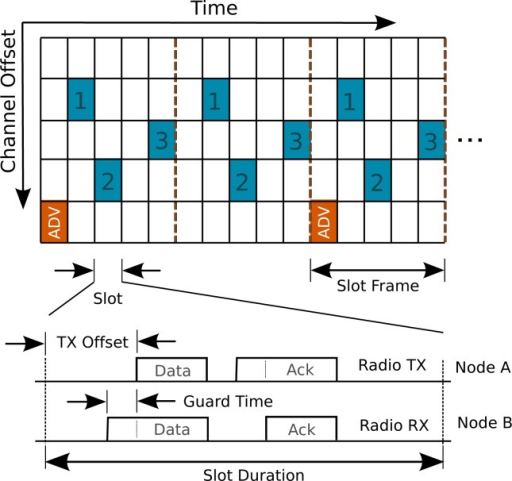 Time
Channel Offset
1 1 1
3 3 3 ...
2 2 2
ADV ADV
Slot
Slot Frame
TX Offset
Data Ack Radio TX Node A
Guard Time
Data Ack Radio RX Node B
Slot Duration